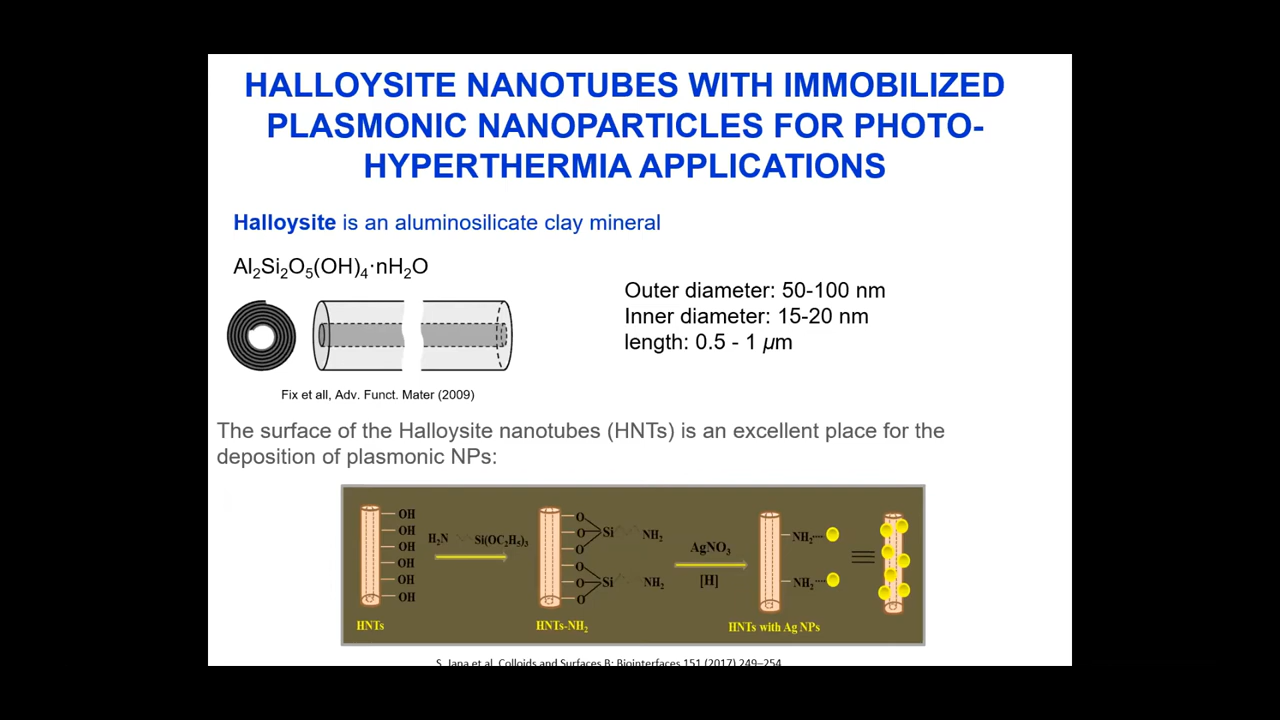 HALLOYSITE NANOTUBES WITH IMMOBILIZED
PLASMONIC NANOPARTICLES FOR PHOTO-
HYPERTHERMIA APPLICATIONS
Halloysite is an aluminosilicate clay mineral
Al₂Si₂O₅(OH)₄·nH₂O
Outer diameter: 50-100 nm
Inner diameter: 15-20 nm
length: 0.5 - 1 µm
Fix et all, Adv. Funct. Mater (2009)
The surface of the Halloysite nanotubes (HNTs) is an excellent place for the
deposition of plasmonic NPs:
OH
OH
OH
OH
OH
OH
HNTs
H₂N Si(OC₂H₅)₃
O
O
O
Si
NH₂
O
O
O
Si
NH₂
HNTs-NH₂
AgNO₃
[H]
NH₂
NH₂
HNTs with Ag NPs
S. Jana et al. Colloids and Surfaces B: Biointerfaces 151 (2017) 249–254